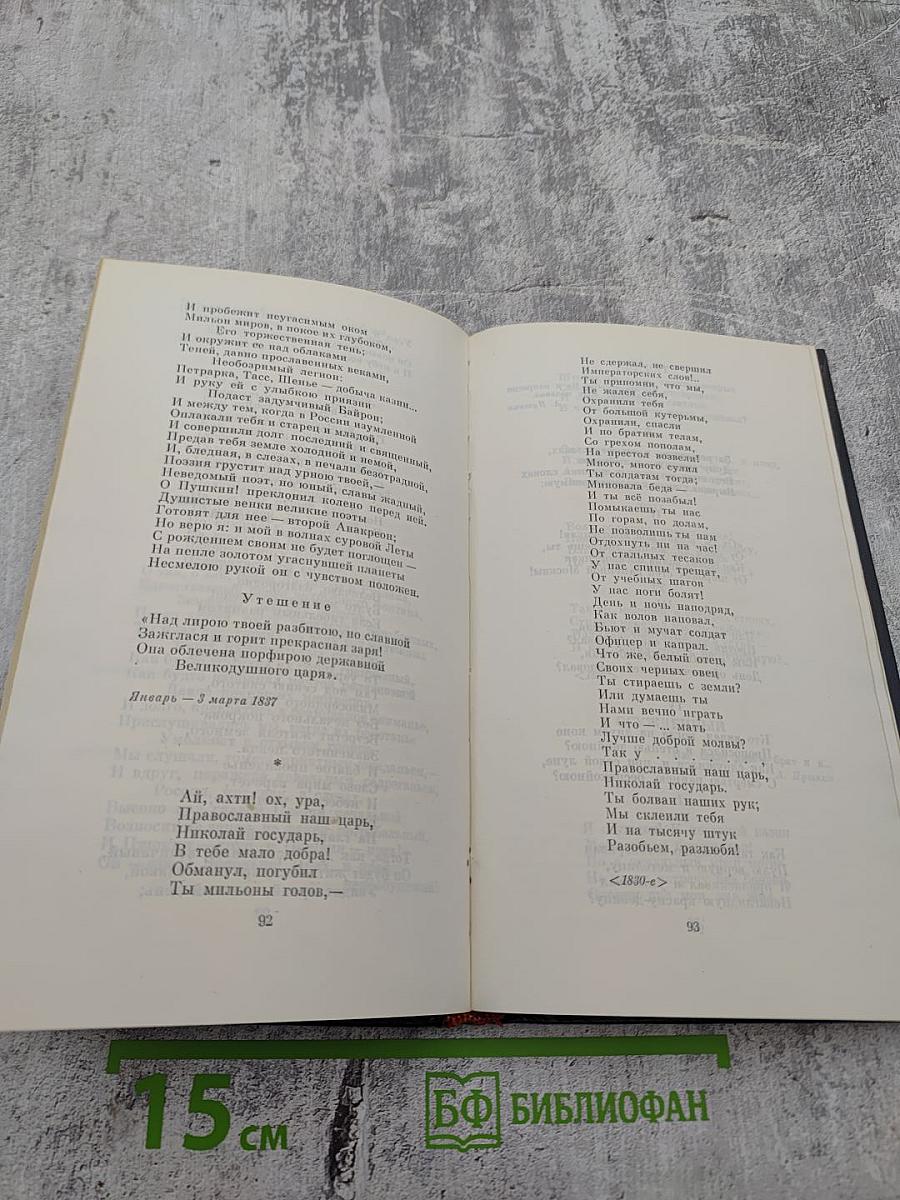 И пробежит неугасимым оком
Мильон миров, в покое их глубоком,
Его торжественная тень;
И окружит ее над облаками
Теней, давно прославленных веками,
Необозримый легион:
Петрарка, Тасс, Шенье — добыча казни...
И руку ей с улыбкою приязни
Подаст задумчивый Байрон;
И между тем, когда в России изумленной
Оплакали тебя и старец и младой,
И совершили долг последний и священный,
Предав тебя земле холодной и немой,
И, бледная, в слезах, в печали безотрадной,
Поэзия грустит над урною твоей,—
Неведомый поэт, но юный, славы жадный,
О Пушкин! преклонил колено перед ней.
Душистые венки великие поэты
Готовят для нее — второй Анакреон;
Но верю я: и мой в волнах суровой Леты
С рождением своим не будет поглощен —
На пепле золотом угаснувшей планеты
Несмелою рукой он с чувством положен.
Утешение
«Над лирою твоей разбитою, но славной
Зажглася и горит прекрасная заря!
Она облечена порфирою державной
Великодушного царя».
Январь — 3 марта 1837
*
Ай, ахти! ох, ура,
Православный наш царь,
Николай государь,
В тебе мало добра!
Обманул, погубил
Ты мильоны голов,—
92
Не сдержал, не свершил
Императорских слов!..
Ты припомни, что мы,
Не жалея себя,
Охранили тебя
От большой кутерьмы,
Охранили, спасли
И по братним телам,
Со грехом пополам,
На престол возвели!
Много, много сулил
Ты солдатам тогда;
Миновала беда —
И ты всё позабыл!
Помыкаешь ты нас
По горам, по долам,
Не позволишь ты нам
Отдохнуть ни на час!
От стальных тесаков
У нас спины трещат,
От учебных шагов
У нас ноги болят!
День и ночь наподряд,
Как волов наповал,
Бьют и мучат солдат
Офицер и капрал.
Что же, белый отец,
Своих черных овец
Ты стираешь с земли?
Или думаешь ты
Нами вечно играть
И что — ... мать
Лучше доброй молвы?
Так у . . . . . . . . ,
Православный наш царь,
Николай государь.
Ты болван наших рук;
Мы склеили тебя
И на тысячу штук
Разобьем, разлюбя!
<1830-е>
93
15 см
БФ БИБЛИОФАН